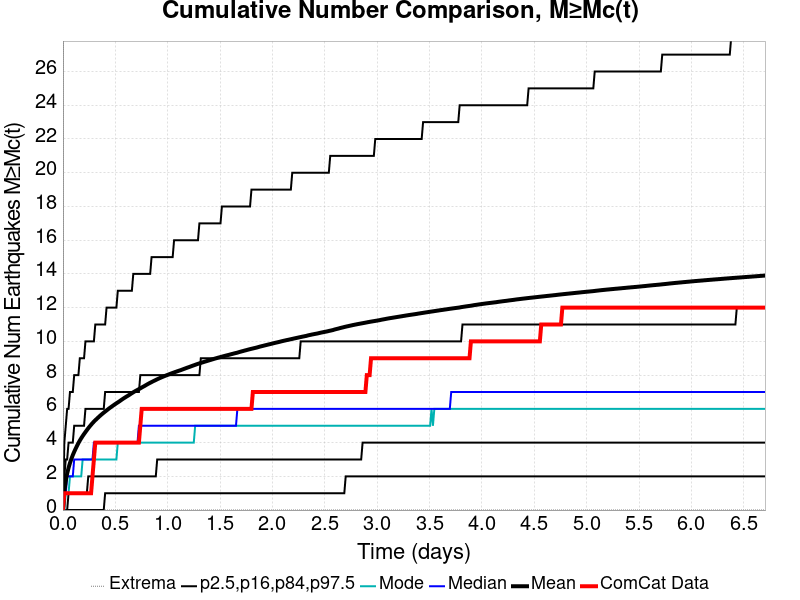 Cumulative Number Comparison, M≥Mc(t)
Cumulative Num Earthquakes M≥Mc(t)
26
24
22
20
18
16
14
12
10
8
6
4
2
0
0.0 0.5 1.0 1.5 2.0 2.5 3.0 3.5 4.0 4.5 5.0 5.5 6.0 6.5
Time (days)
Extrema p2.5,p16,p84,p97.5 Mode Median Mean ComCat Data